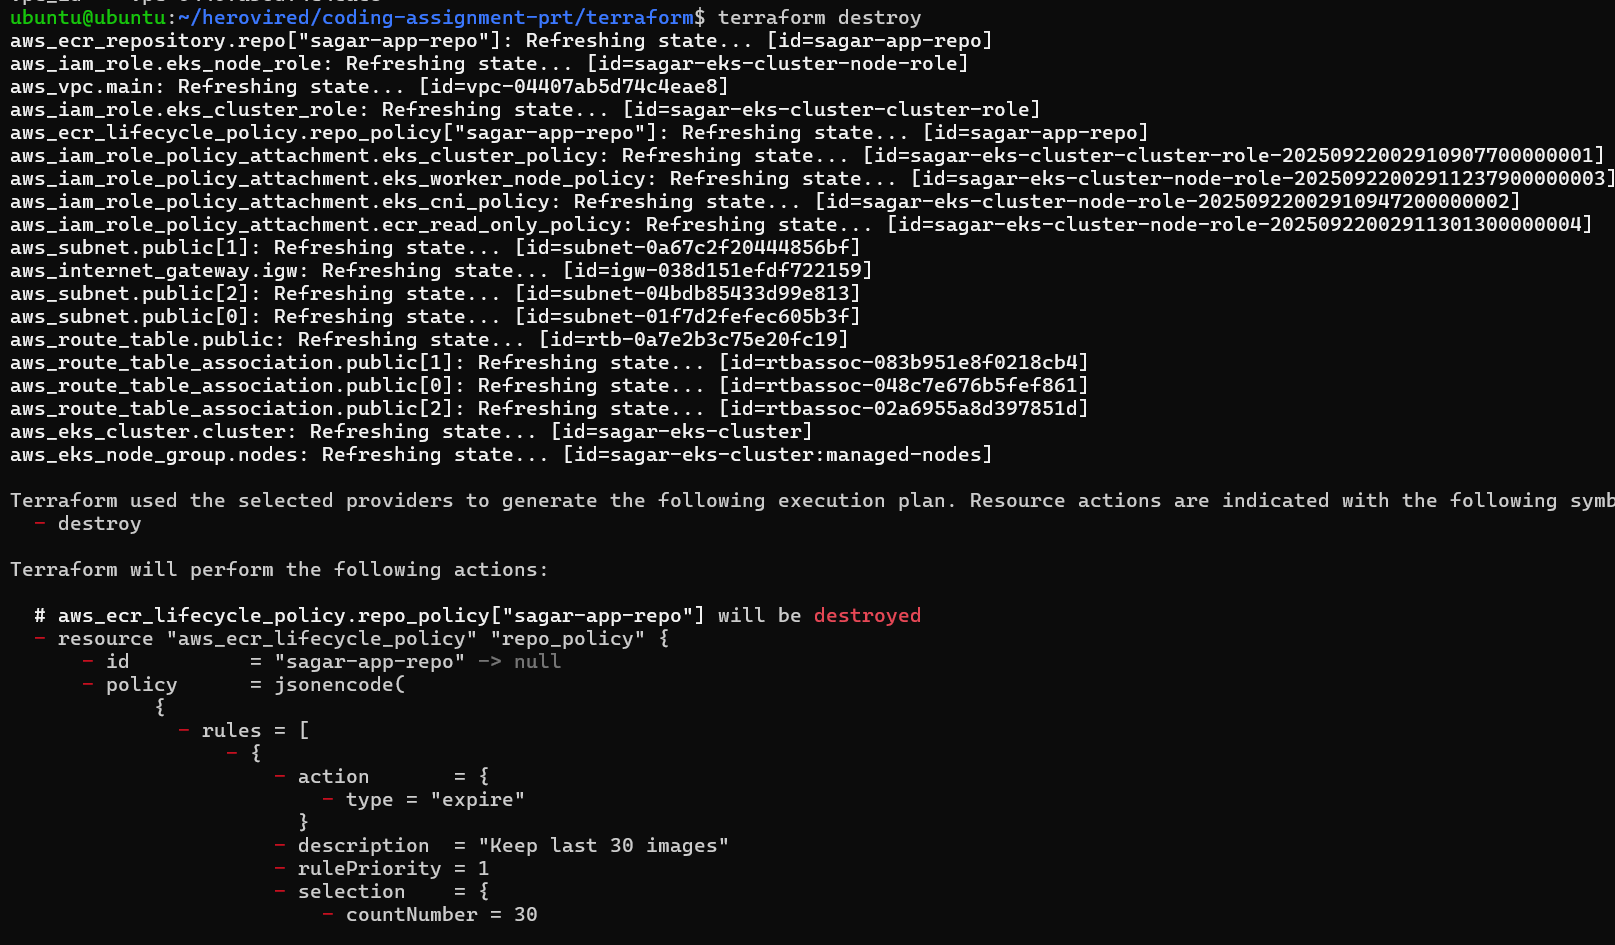 ubuntu@ubuntu:~/herovired/coding-assignment-prt/terraform$ terraform destroy
aws_ecr_repository.repo["sagar-app-repo"]: Refreshing state... [id=sagar-app-repo]
aws_iam_role.eks_node_role: Refreshing state... [id=sagar-eks-cluster-node-role]
aws_vpc.main: Refreshing state... [id=vpc-04407ab5d74c4eae8]
aws_iam_role.eks_cluster_role: Refreshing state... [id=sagar-eks-cluster-cluster-role]
aws_ecr_lifecycle_policy.repo_policy["sagar-app-repo"]: Refreshing state... [id=sagar-app-repo]
aws_iam_role_policy_attachment.eks_cluster_policy: Refreshing state... [id=sagar-eks-cluster-cluster-role-20250922002910907700000001]
aws_iam_role_policy_attachment.eks_worker_node_policy: Refreshing state... [id=sagar-eks-cluster-node-role-20250922002911237900000003]
aws_iam_role_policy_attachment.eks_cni_policy: Refreshing state... [id=sagar-eks-cluster-node-role-20250922002910947200000002]
aws_iam_role_policy_attachment.ecr_read_only_policy: Refreshing state... [id=sagar-eks-cluster-node-role-20250922002911301300000004]
aws_subnet.public[1]: Refreshing state... [id=subnet-0a67c2f20444856bf]
aws_internet_gateway.igw: Refreshing state... [id=igw-038d151efdf722159]
aws_subnet.public[2]: Refreshing state... [id=subnet-04bdb85433d99e813]
aws_subnet.public[0]: Refreshing state... [id=subnet-01f7d2fefec605b3f]
aws_route_table.public: Refreshing state... [id=rtb-0a7e2b3c75e20fc19]
aws_route_table_association.public[1]: Refreshing state... [id=rtbassoc-083b951e8f0218cb4]
aws_route_table_association.public[0]: Refreshing state... [id=rtbassoc-048c7e676b5fef861]
aws_route_table_association.public[2]: Refreshing state... [id=rtbassoc-02a6955a8d397851d]
aws_eks_cluster.cluster: Refreshing state... [id=sagar-eks-cluster]
aws_eks_node_group.nodes: Refreshing state... [id=sagar-eks-cluster:managed-nodes]
Terraform used the selected providers to generate the following execution plan. Resource actions are indicated with the following symb
- destroy
Terraform will perform the following actions:
# aws_ecr_lifecycle_policy.repo_policy["sagar-app-repo"] will be destroyed
- resource "aws_ecr_lifecycle_policy" "repo_policy" {
- id = "sagar-app-repo" -> null
- policy = jsonencode(
{
- rules = [
- {
- action = {
- type = "expire"
}
- description = "Keep last 30 images"
- rulePriority = 1
- selection = {
- countNumber = 30